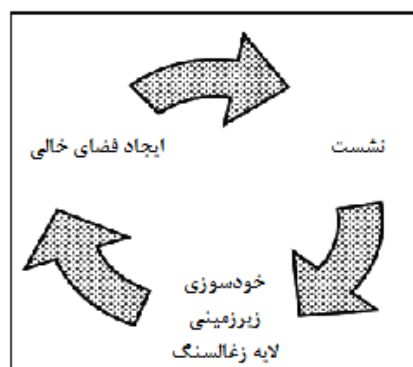 ایجاد فضای خالی
نشست
خودسوزی
زیرزمینی
لایه زغالسنگ